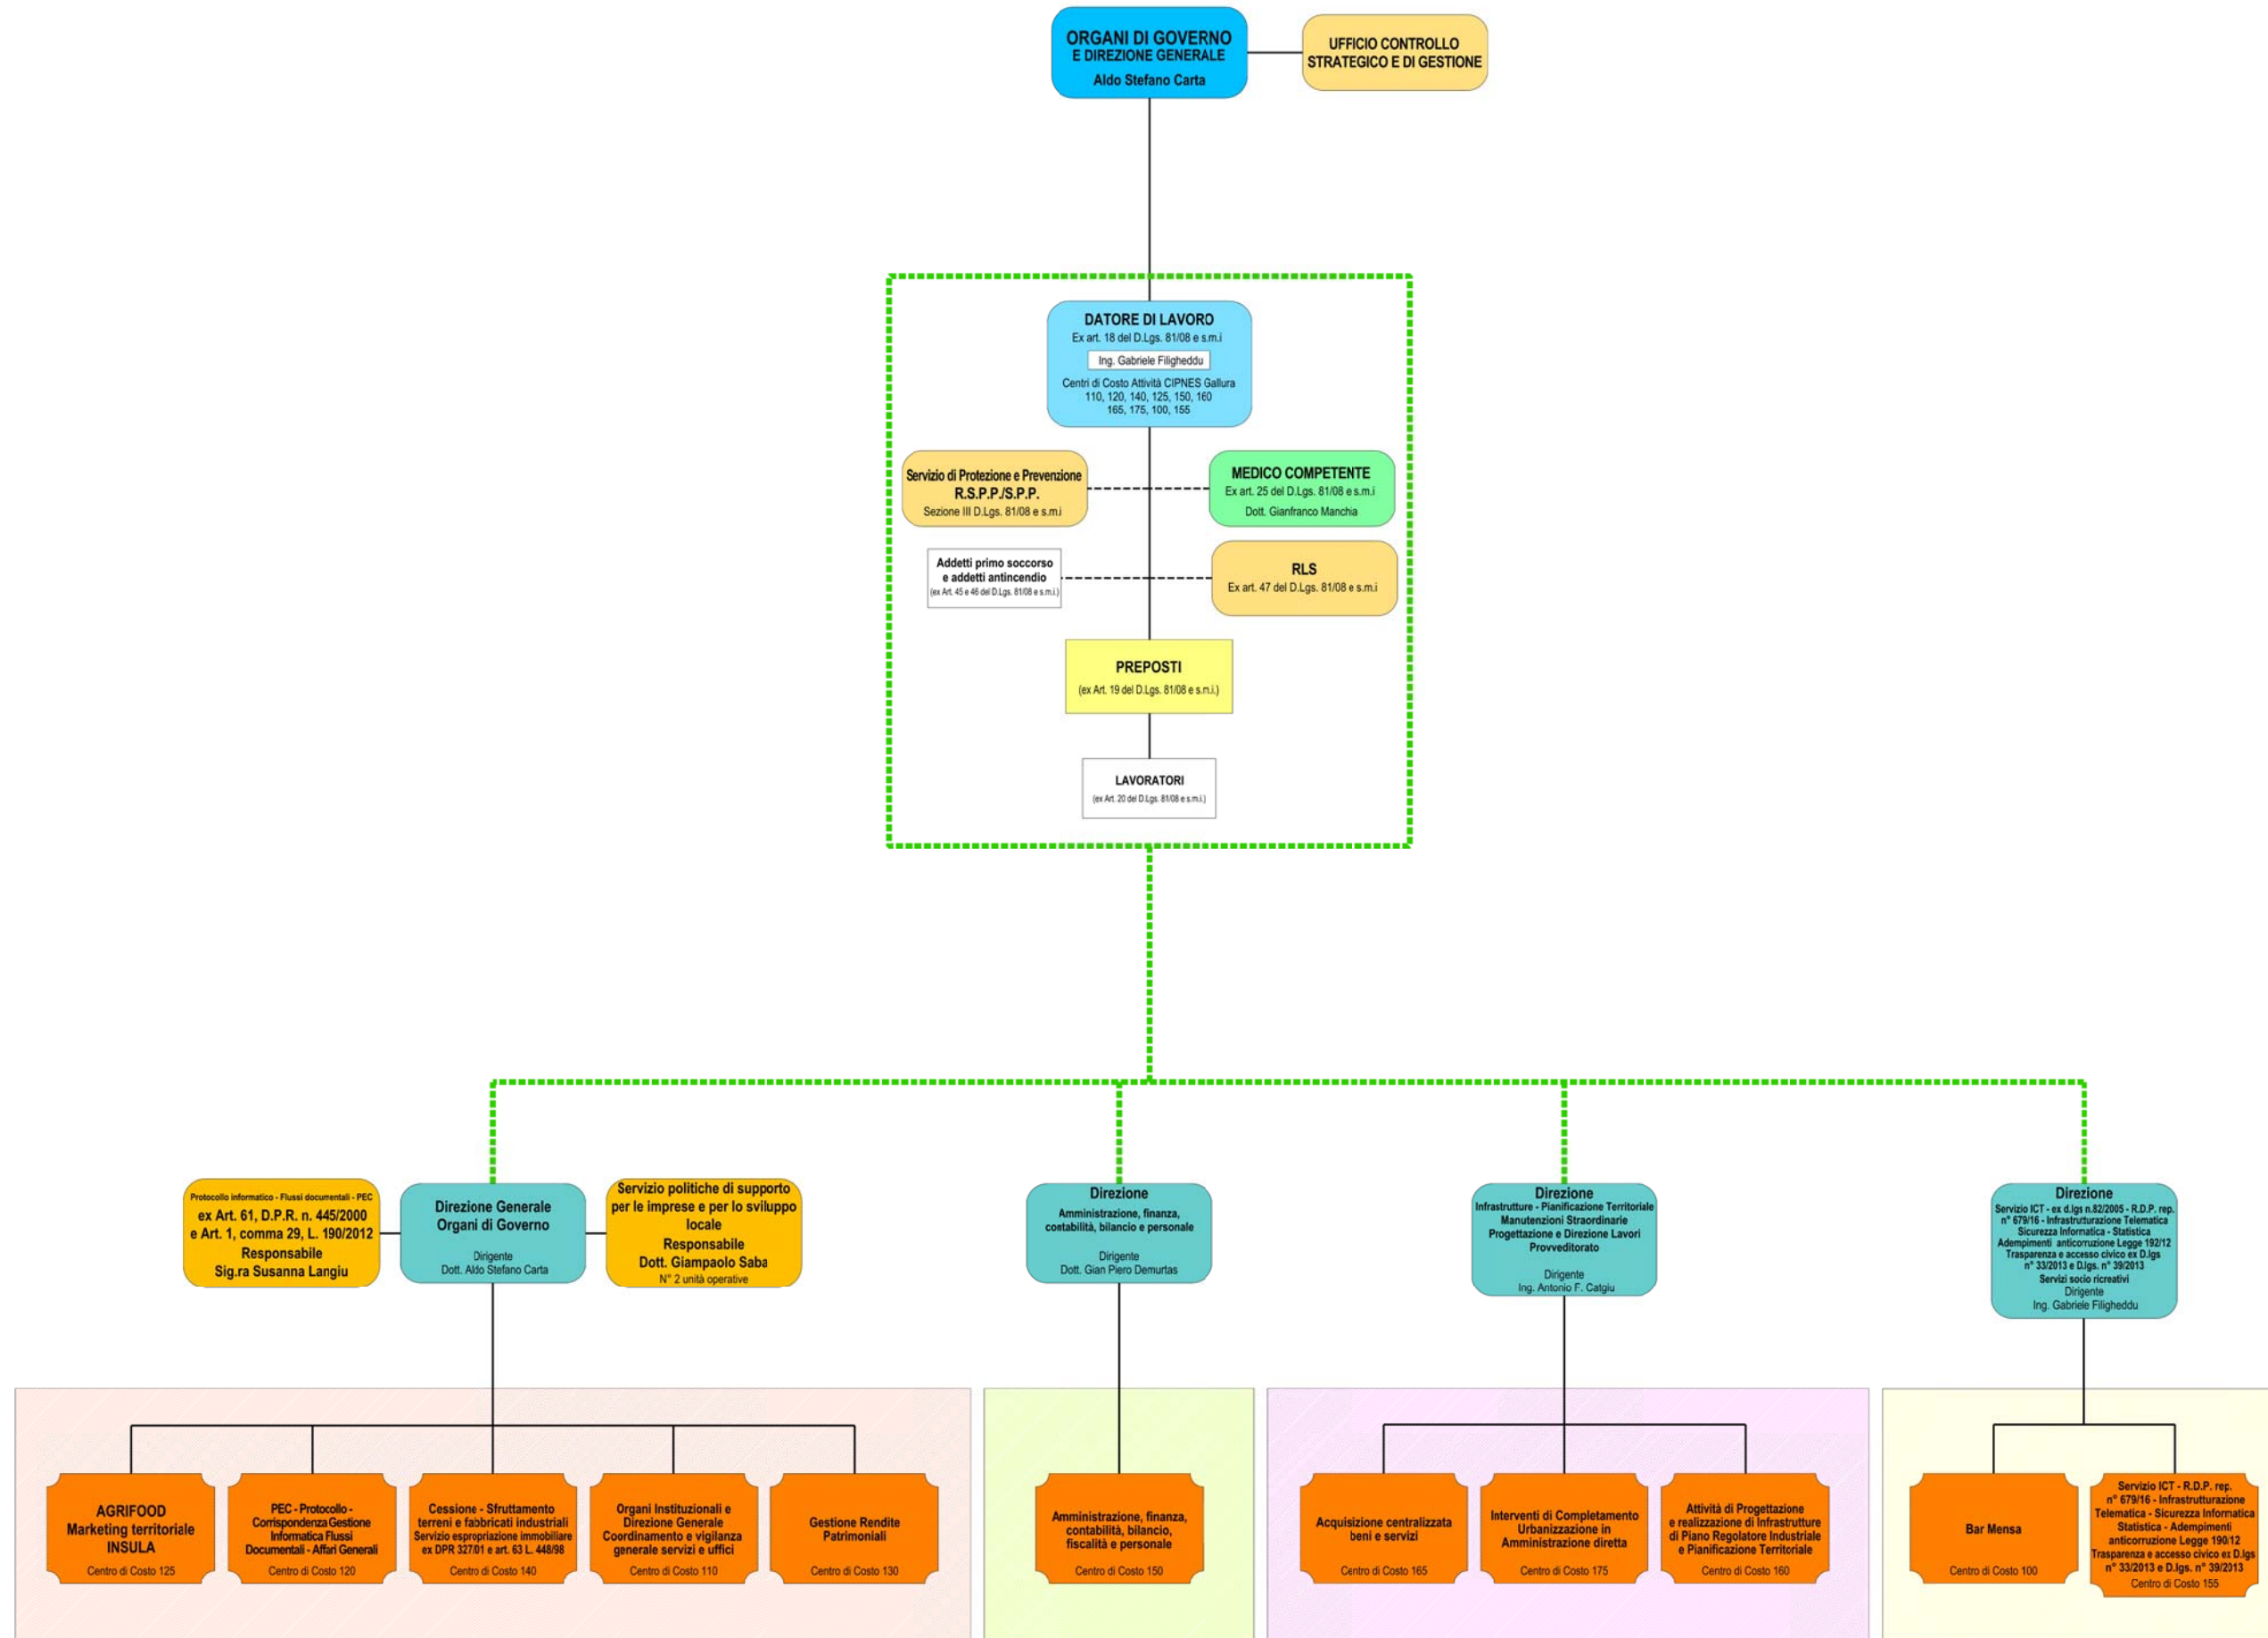 ORGANI DI GOVERNO
E DIREZIONE GENERALE
Aldo Stefano Carta
UFFICIO CONTROLLO
STRATEGICO E DI GESTIONE
DATORE DI LAVORO
Ex art. 18 del D.Lgs. 81/08 e s.m.i
Ing. Gabriele Filigheddu
Centri di Costo Attività CIPNES Gallura
110, 120, 140, 125, 150, 160
165, 175, 100, 155
Servizio di Protezione e Prevenzione
R.S.P.P./S.P.P.
Sezione III D.Lgs. 81/08 e s.m.i
MEDICO COMPETENTE
Ex art. 25 del D.Lgs. 81/08 e s.m.i
Dott. Gianfranco Manchia
Addetti primo soccorso
e addetti antincendio
(ex Art. 45 e 46 del D.Lgs. 81/08 e s.m.i.)
RLS
Ex art. 47 del D.Lgs. 81/08 e s.m.i
PREPOSTI
(ex Art. 19 del D.Lgs. 81/08 e s.m.i.)
LAVORATORI
(ex Art. 20 del D.Lgs. 81/08 e s.m.i.)
Protocollo informatico - Flussi documentali - PEC
ex Art. 61, D.P.R. n. 445/2000
e Art. 1, comma 29, L. 190/2012
Responsabile
Sig.ra Susanna Langiu
Direzione Generale
Organi di Governo
Dirigente
Dott. Aldo Stefano Carta
Servizio politiche di supporto
per le imprese e per lo sviluppo
locale
Responsabile
Dott. Giampaolo Saba
N° 2 unità operative
Direzione
Amministrazione, finanza,
contabilità, bilancio e personale
Dirigente
Dott. Gian Piero Demurtas
Direzione
Infrastrutture - Pianificazione Territoriale
Manutenzioni Straordinarie
Progettazione e Direzione Lavori
Provveditorato
Dirigente
Ing. Antonio F. Catgiu
Direzione
Servizio ICT - ex d.lgs n.82/2005 - R.D.P. rep.
n° 679/16 - Infrastrutturazione Telematica
Sicurezza Informatica - Statistica
Adempimenti anticorruzione Legge 192/12
Trasparenza e accesso civico ex D.lgs
n° 33/2013 e D.lgs. n° 39/2013
Servizi socio ricreativi
Dirigente
Ing. Gabriele Filigheddu
AGRIFOOD
Marketing territoriale
INSULA
Centro di Costo 125
PEC - Protocollo -
Corrispondenza Gestione
Informatica Flussi
Documentali - Affari Generali
Centro di Costo 120
Cessione - Sfruttamento
terreni e fabbricati industriali
Servizio espropriazione immobiliare
ex DPR 327/01 e art. 63 L. 448/98
Centro di Costo 140
Organi Instituzionali e
Direzione Generale
Coordinamento e vigilanza
generale servizi e uffici
Centro di Costo 110
Gestione Rendite
Patrimoniali
Centro di Costo 130
Amministrazione, finanza,
contabilità, bilancio,
fiscalità e personale
Centro di Costo 150
Acquisizione centralizzata
beni e servizi
Centro di Costo 165
Interventi di Completamento
Urbanizzazione in
Amministrazione diretta
Centro di Costo 175
Attività di Progettazione
e realizzazione di Infrastrutture
di Piano Regolatore Industriale
e Pianificazione Territoriale
Centro di Costo 160
Bar Mensa
Centro di Costo 100
Servizio ICT - R.D.P. rep.
n° 679/16 - Infrastrutturazione
Telematica - Sicurezza Informatica
Statistica - Adempimenti
anticorruzione Legge 190/12
Trasparenza e accesso civico ex D.lgs
n° 33/2013 e D.lgs. n° 39/2013
Centro di Costo 155